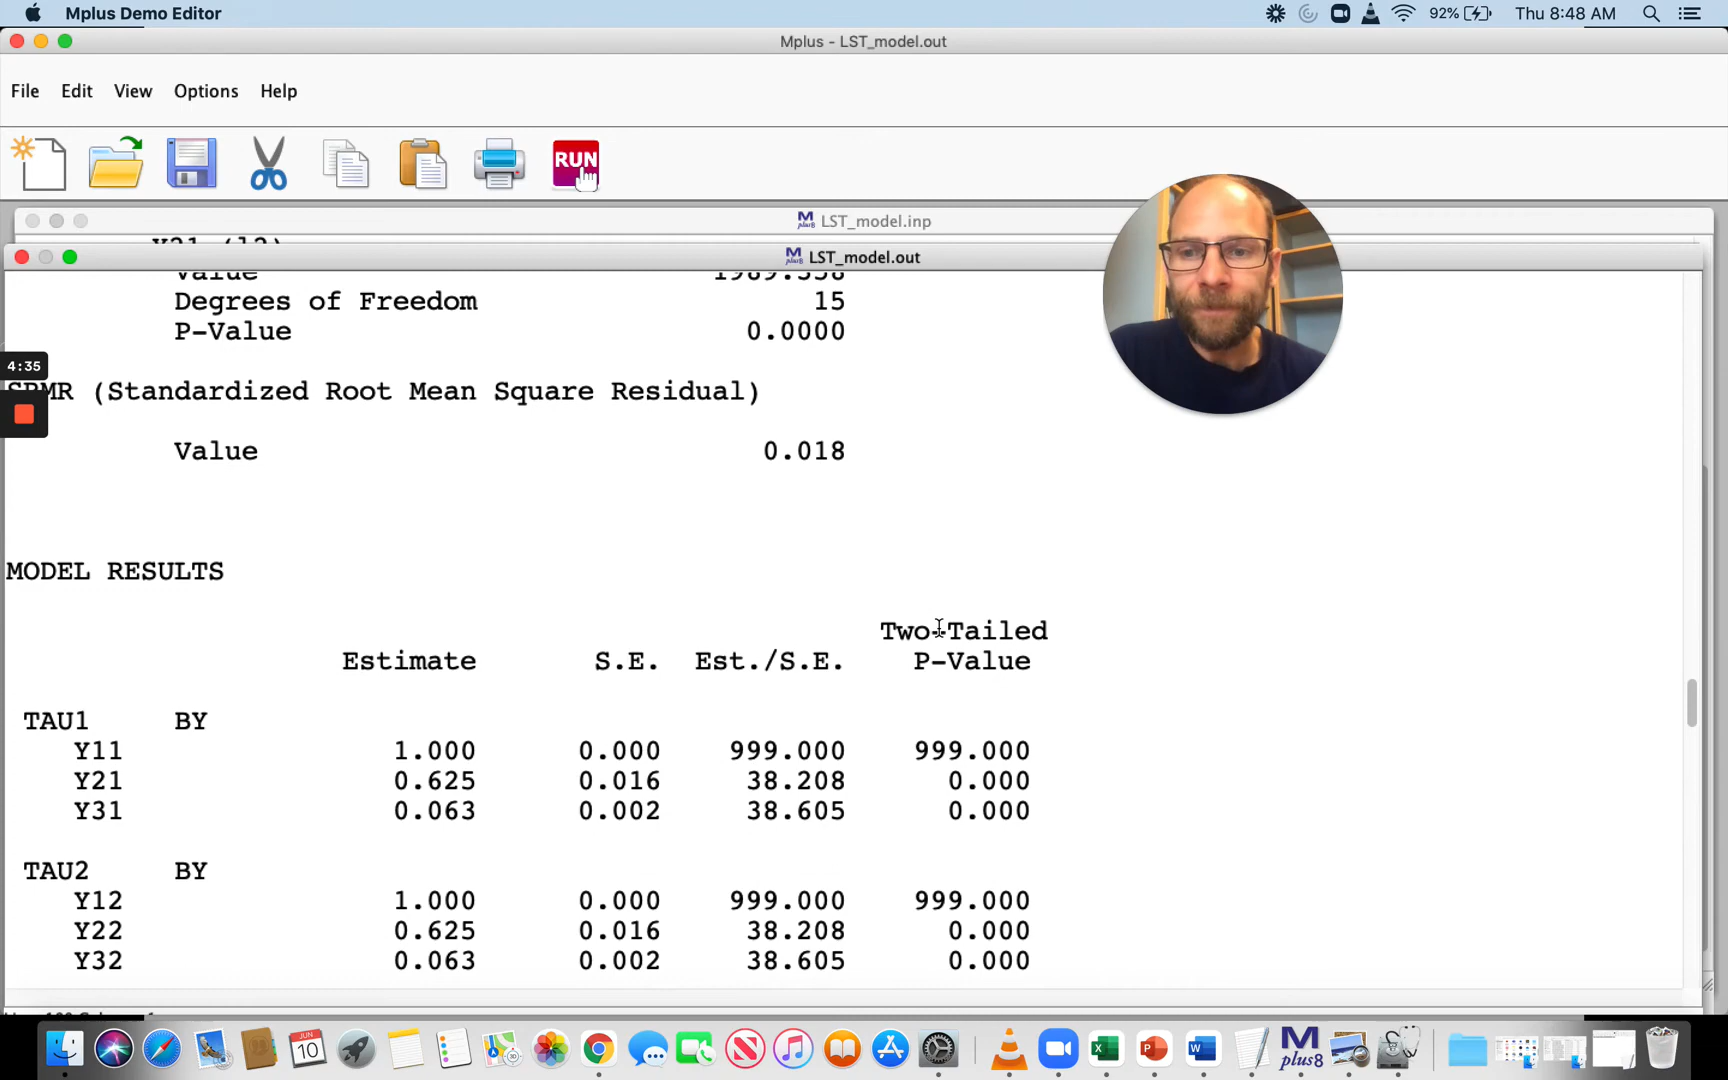 Mplus Demo Editor
92%
Thu 8:48 AM
Mplus - LST_model.out
File Edit View Options Help
RUN
LST_model.inp
LST_model.out
Value 1989.338
Degrees of Freedom 15
P-Value 0.0000
4:35
SRMR (Standardized Root Mean Square Residual)
Value 0.018
MODEL RESULTS
Two-Tailed
Estimate S.E. Est./S.E. P-Value
TAU1 BY
Y11 1.000 0.000 999.000 999.000
Y21 0.625 0.016 38.208 0.000
Y31 0.063 0.002 38.605 0.000
TAU2 BY
Y12 1.000 0.000 999.000 999.000
Y22 0.625 0.016 38.208 0.000
Y32 0.063 0.002 38.605 0.000
JUN
10
M
plus8